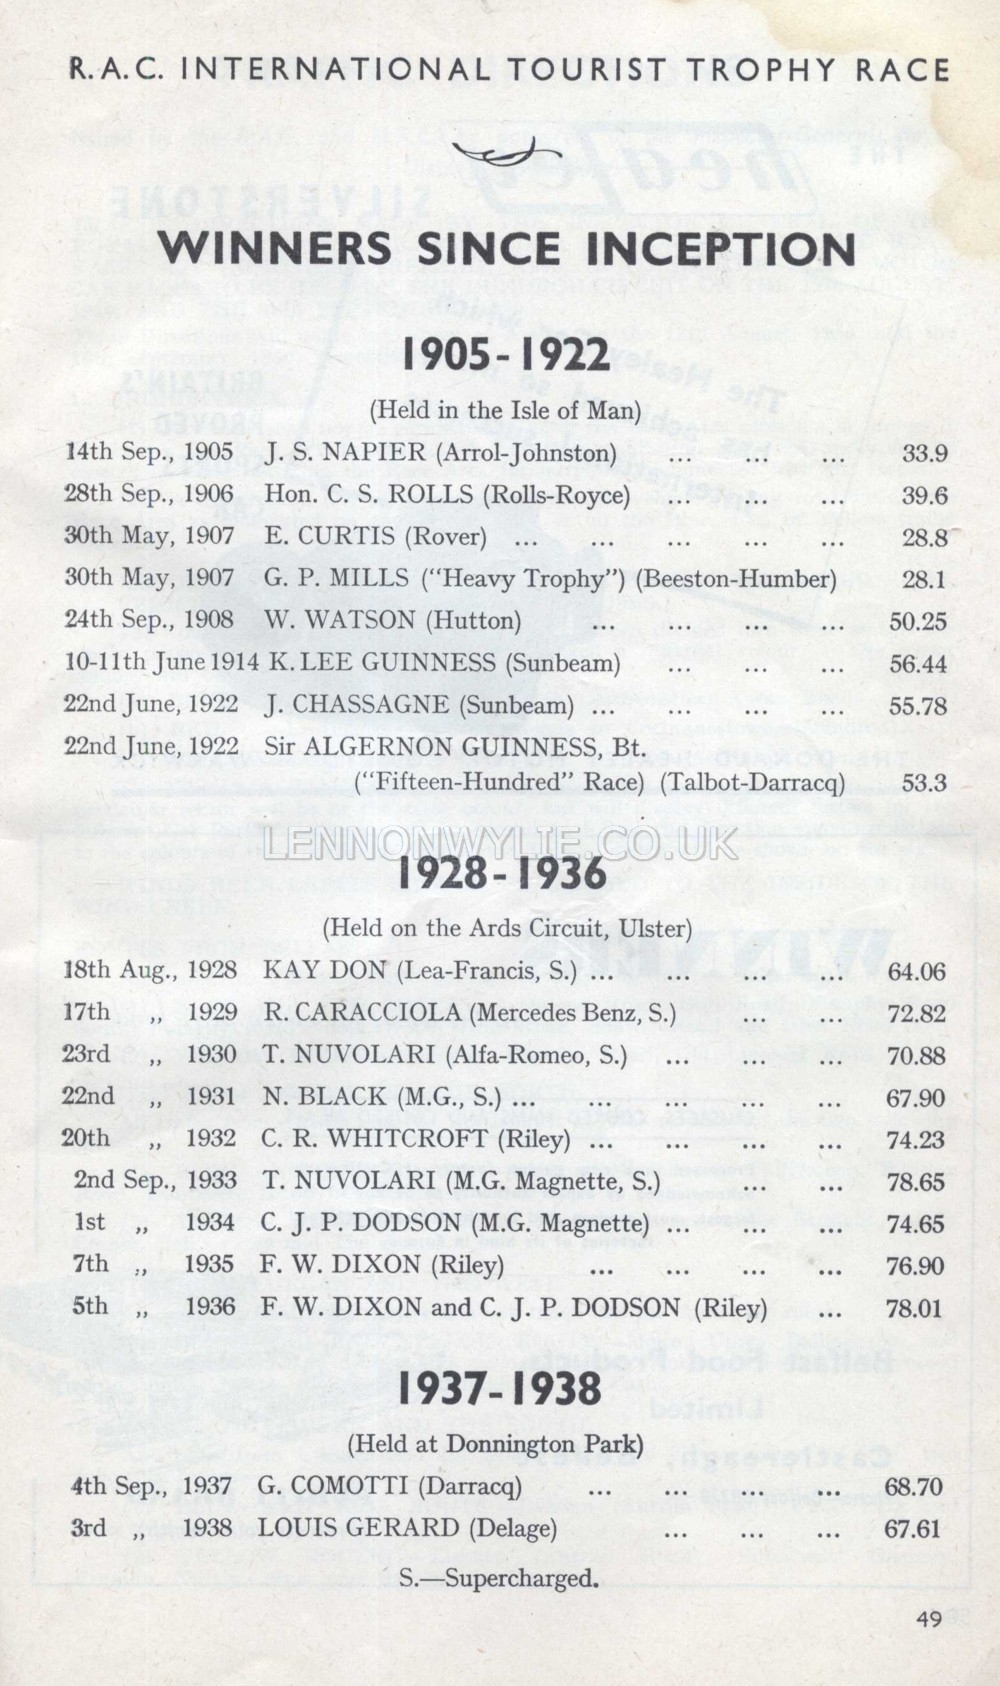 R.A.C. INTERNATIONAL TOURIST TROPHY RACE
WINNERS SINCE INCEPTION
1905-1922
(Held in the Isle of Man)
14th Sep., 1905 J. S. NAPIER (Arrol-Johnston) ... ... ... 33.9
28th Sep., 1906 Hon. C. S. ROLLS (Rolls-Royce) ... ... ... 39.6
30th May, 1907 E. CURTIS (Rover) ... ... ... ... ... 28.8
30th May, 1907 G. P. MILLS ("Heavy Trophy") (Beeston-Humber) 28.1
24th Sep., 1908 W. WATSON (Hutton) ... ... ... ... 50.25
10-11th June 1914 K. LEE GUINNESS (Sunbeam) ... ... ... 56.44
22nd June, 1922 J. CHASSAGNE (Sunbeam) ... ... ... ... 55.78
22nd June, 1922 Sir ALGERNON GUINNESS, Bt.
("Fifteen-Hundred" Race) (Talbot-Darracq) 53.3
LENNONWYLIE.CO.UK
1928-1936
(Held on the Ards Circuit, Ulster)
18th Aug., 1928 KAY DON (Lea-Francis, S.) ... ... ... ... 64.06
17th ,, 1929 R. CARACCIOLA (Mercedes Benz, S.) ... ... 72.82
23rd ,, 1930 T. NUVOLARI (Alfa-Romeo, S.) ... ... ... 70.88
22nd ,, 1931 N. BLACK (M.G., S.) ... ... ... ... ... 67.90
20th ,, 1932 C. R. WHITCROFT (Riley) ... ... ... ... 74.23
2nd Sep., 1933 T. NUVOLARI (M.G. Magnette, S.) ... ... 78.65
1st ,, 1934 C. J. P. DODSON (M.G. Magnette) ... ... ... 74.65
7th ,, 1935 F. W. DIXON (Riley) ... ... ... ... 76.90
5th ,, 1936 F. W. DIXON and C. J. P. DODSON (Riley) ... 78.01
1937-1938
(Held at Donnington Park)
4th Sep., 1937 G. COMOTTI (Darracq) ... ... ... ... 68.70
3rd ,, 1938 LOUIS GERARD (Delage) ... ... ... 67.61
S.—Supercharged.
49